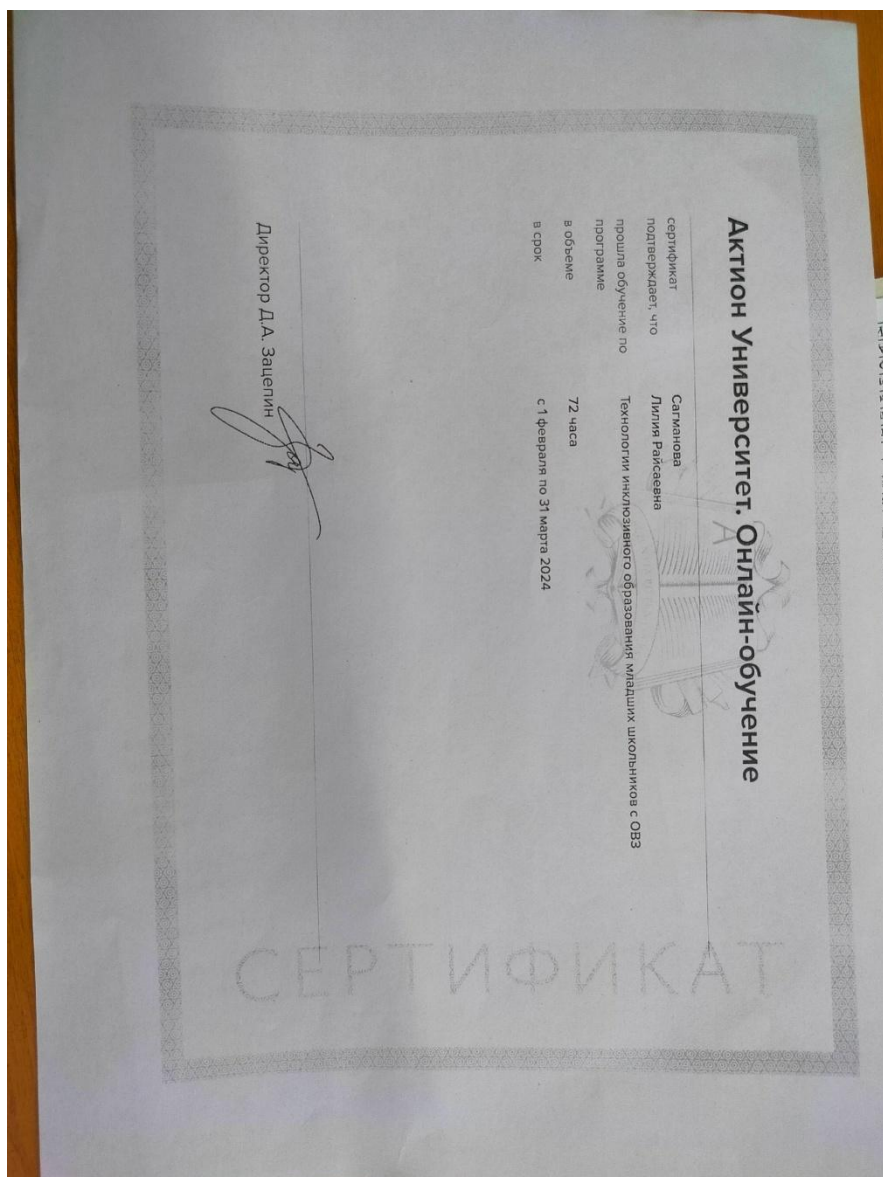 Актион Университет. Онлайн-обучение
сертификат
подтверждает, что
Сагманова
Лилия Райсаевна
прошла обучение по
программе
Технологии инклюзивного образования младших школьников с ОВЗ
в объеме
72 часа
в срок
с 1 февраля по 31 марта 2024
Директор Д.А. Зацепин
СЕРТИФИКАТ